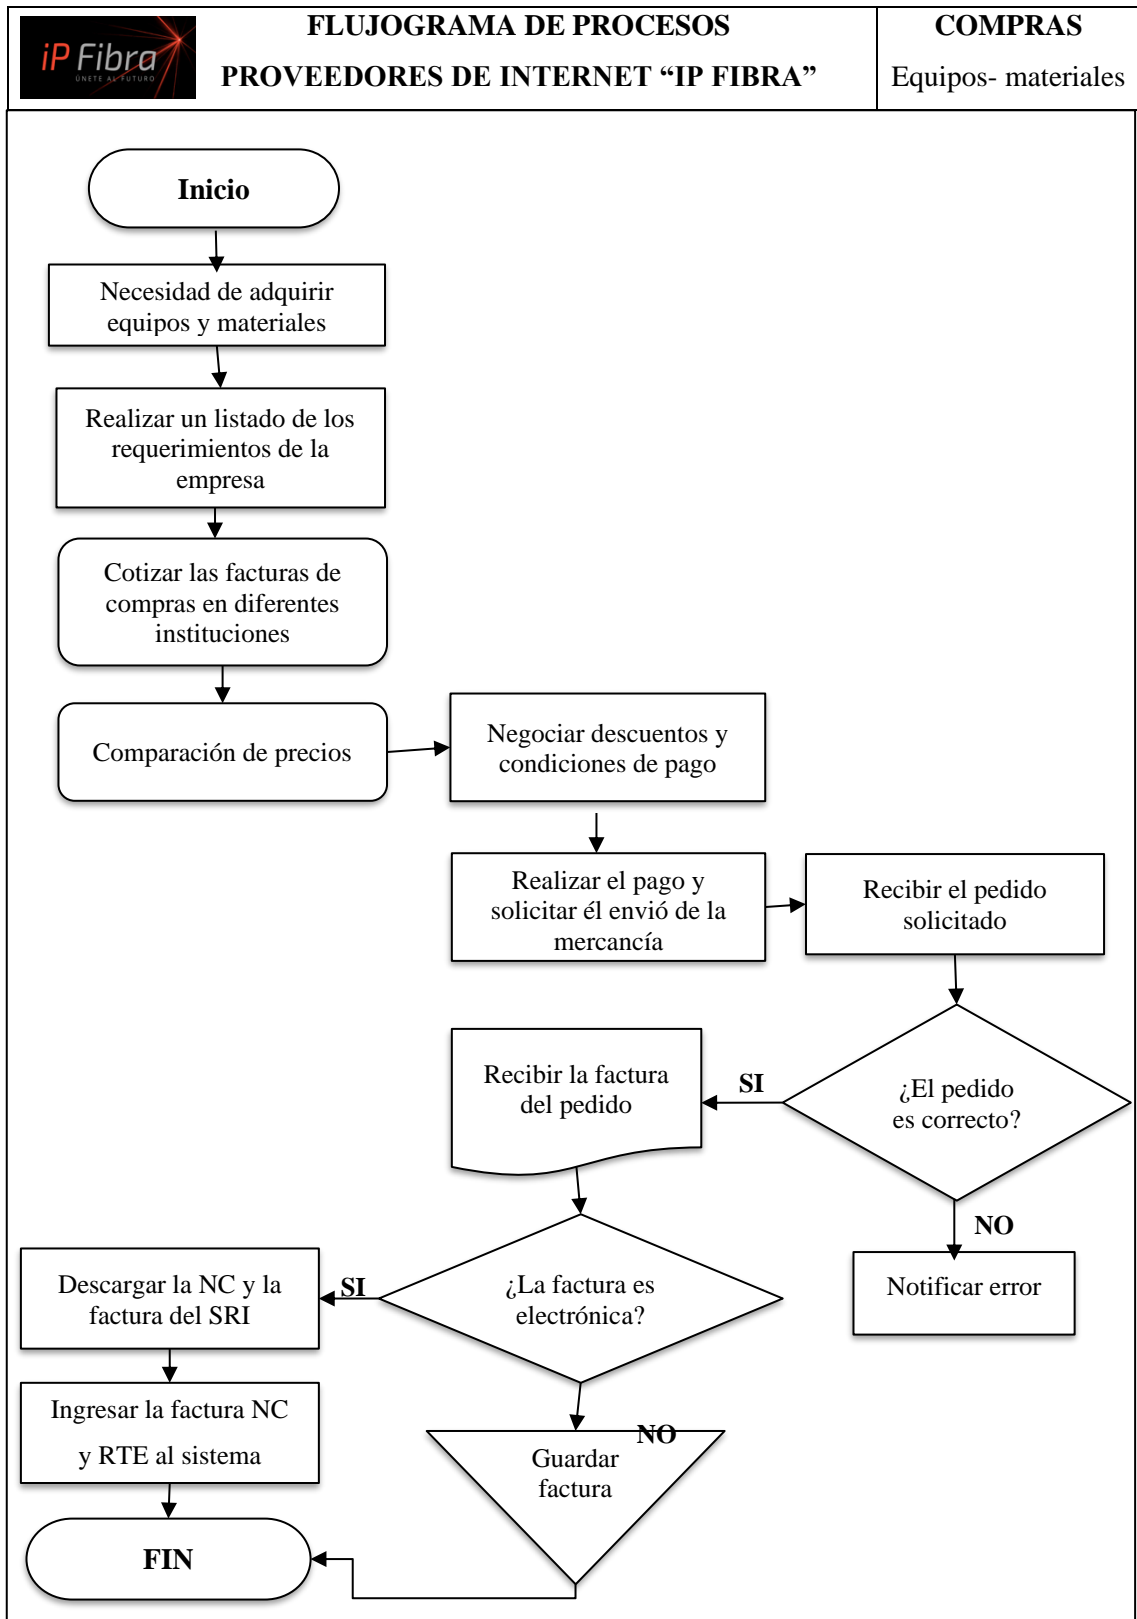 iP Fibra
ÚNETE AL FUTURO
FLUJOGRAMA DE PROCESOS
PROVEEDORES DE INTERNET “IP FIBRA”
COMPRAS
Equipos- materiales
Inicio
Necesidad de adquirir
equipos y materiales
Realizar un listado de los
requerimientos de la
empresa
Cotizar las facturas de
compras en diferentes
instituciones
Comparación de precios
Negociar descuentos y
condiciones de pago
Realizar el pago y
solicitar él envió de la
mercancía
Recibir el pedido
solicitado
¿El pedido
es correcto?
SI
NO
Recibir la factura
del pedido
Notificar error
¿La factura es
electrónica?
SI
NO
Descargar la NC y la
factura del SRI
Ingresar la factura NC
y RTE al sistema
Guardar
factura
FIN